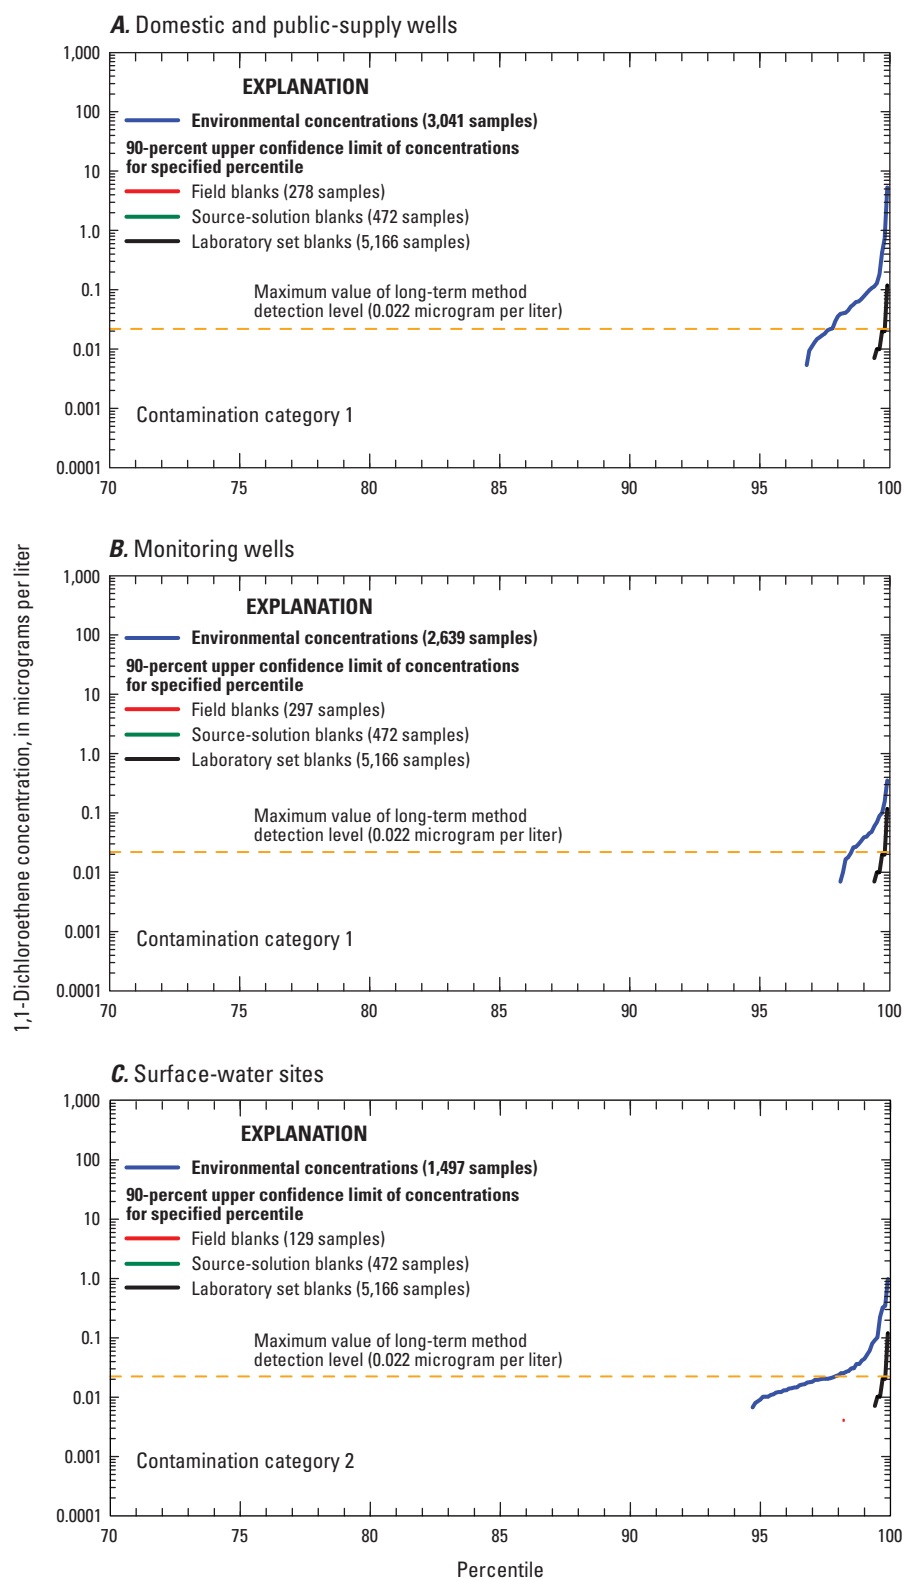 A. Domestic and public-supply wells
1,000
100
10
1.0
0.1
0.01
0.001
0.0001
EXPLANATION
Environmental concentrations (3,041 samples)
90-percent upper confidence limit of concentrations
for specified percentile
Field blanks (278 samples)
Source-solution blanks (472 samples)
Laboratory set blanks (5,166 samples)
Maximum value of long-term method
detection level (0.022 microgram per liter)
Contamination category 1
70 75 80 85 90 95 100
1,1-Dichloroethene concentration, in micrograms per liter
B. Monitoring wells
1,000
100
10
1.0
0.1
0.01
0.001
0.0001
EXPLANATION
Environmental concentrations (2,639 samples)
90-percent upper confidence limit of concentrations
for specified percentile
Field blanks (297 samples)
Source-solution blanks (472 samples)
Laboratory set blanks (5,166 samples)
Maximum value of long-term method
detection level (0.022 microgram per liter)
Contamination category 1
70 75 80 85 90 95 100
C. Surface-water sites
1,000
100
10
1.0
0.1
0.01
0.001
0.0001
EXPLANATION
Environmental concentrations (1,497 samples)
90-percent upper confidence limit of concentrations
for specified percentile
Field blanks (129 samples)
Source-solution blanks (472 samples)
Laboratory set blanks (5,166 samples)
Maximum value of long-term method
detection level (0.022 microgram per liter)
Contamination category 2
70 75 80 85 90 95 100
Percentile